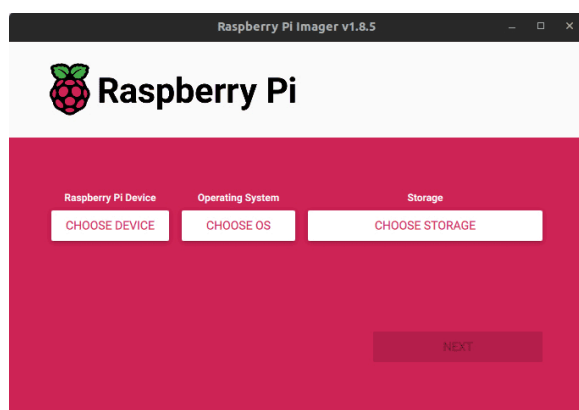 Raspberry Pi Imager v1.8.5
Raspberry Pi
Raspberry Pi Device Operating System Storage
CHOOSE DEVICE CHOOSE OS CHOOSE STORAGE
NEXT